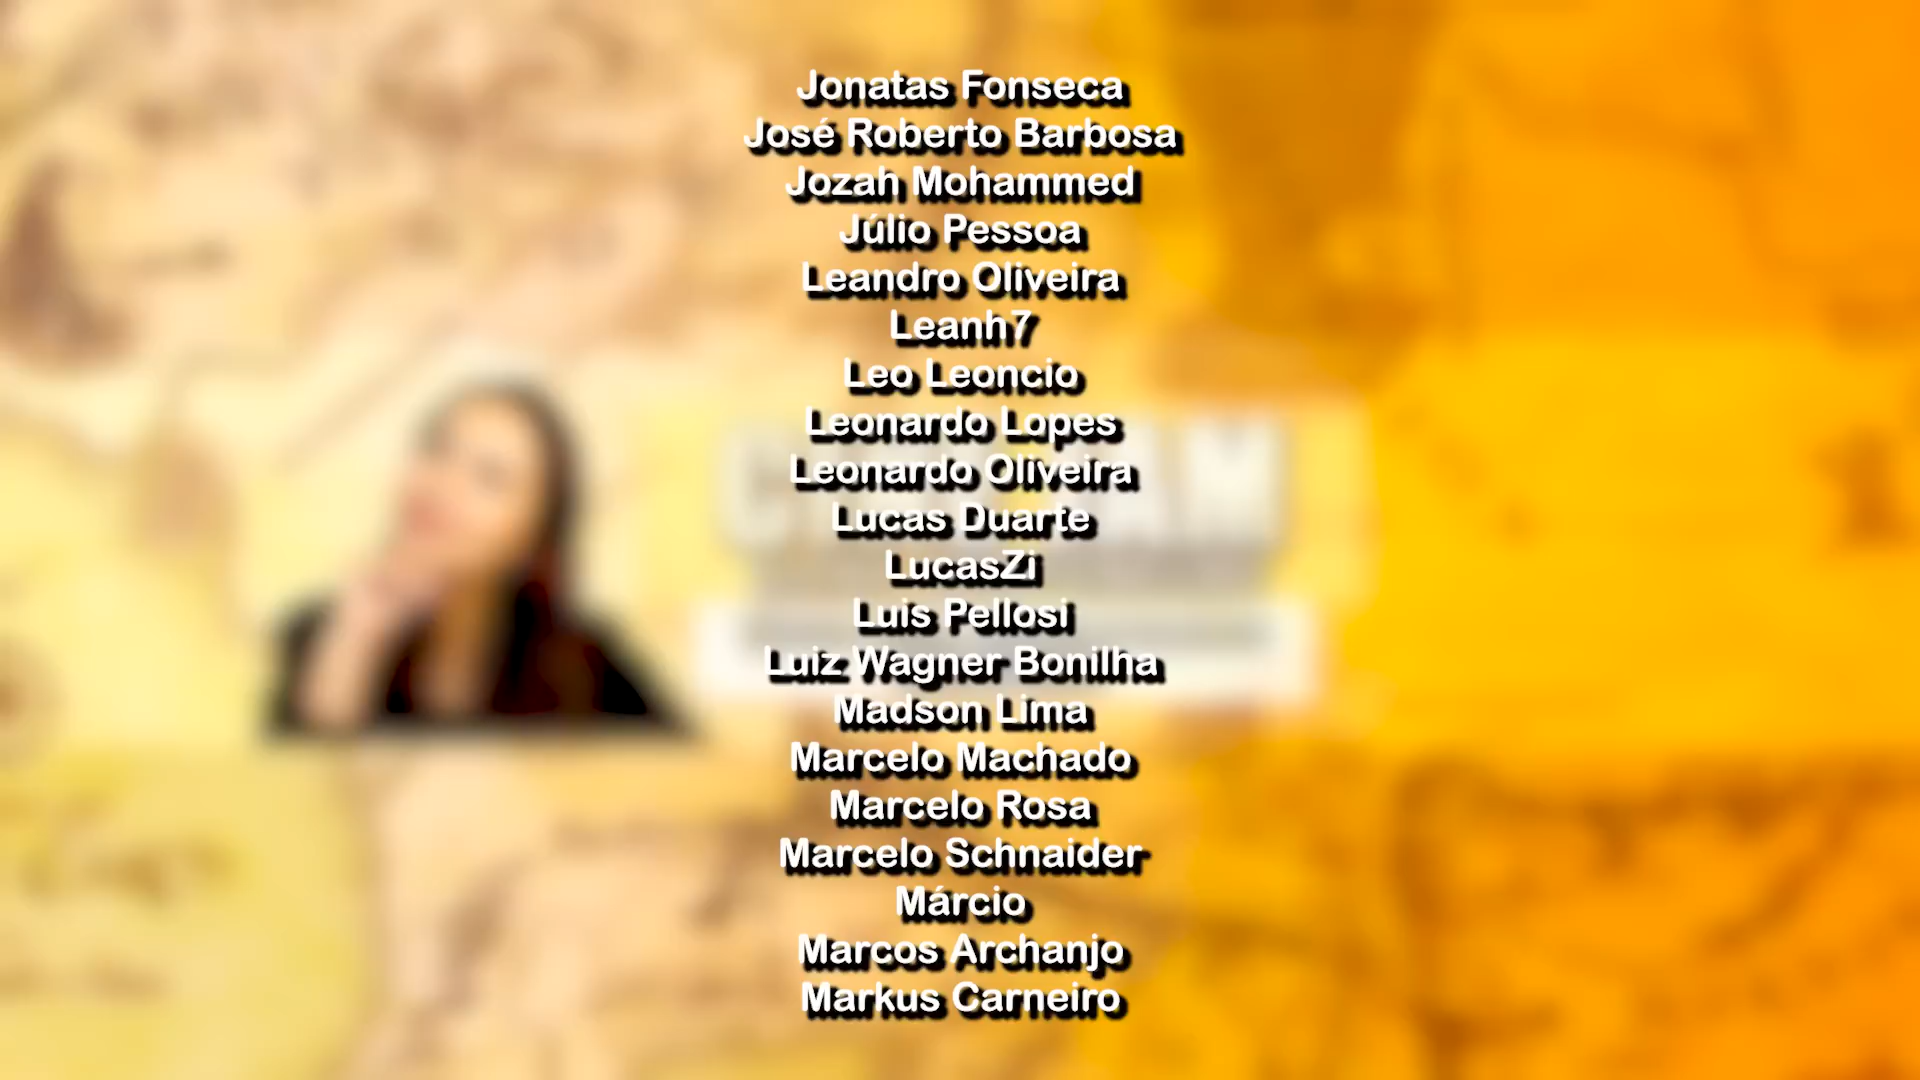 Jonatas Fonseca
José Roberto Barbosa
Jozah Mohammed
Júlio Pessoa
Leandro Oliveira
Leanh7
Leo Leoncio
Leonardo Lopes
Leonardo Oliveira
Lucas Duarte
LucasZi
Luis Pellosi
Luiz Wagner Bonilha
Madson Lima
Marcelo Machado
Marcelo Rosa
Marcelo Schnaider
Márcio
Marcos Archanjo
Markus Carneiro